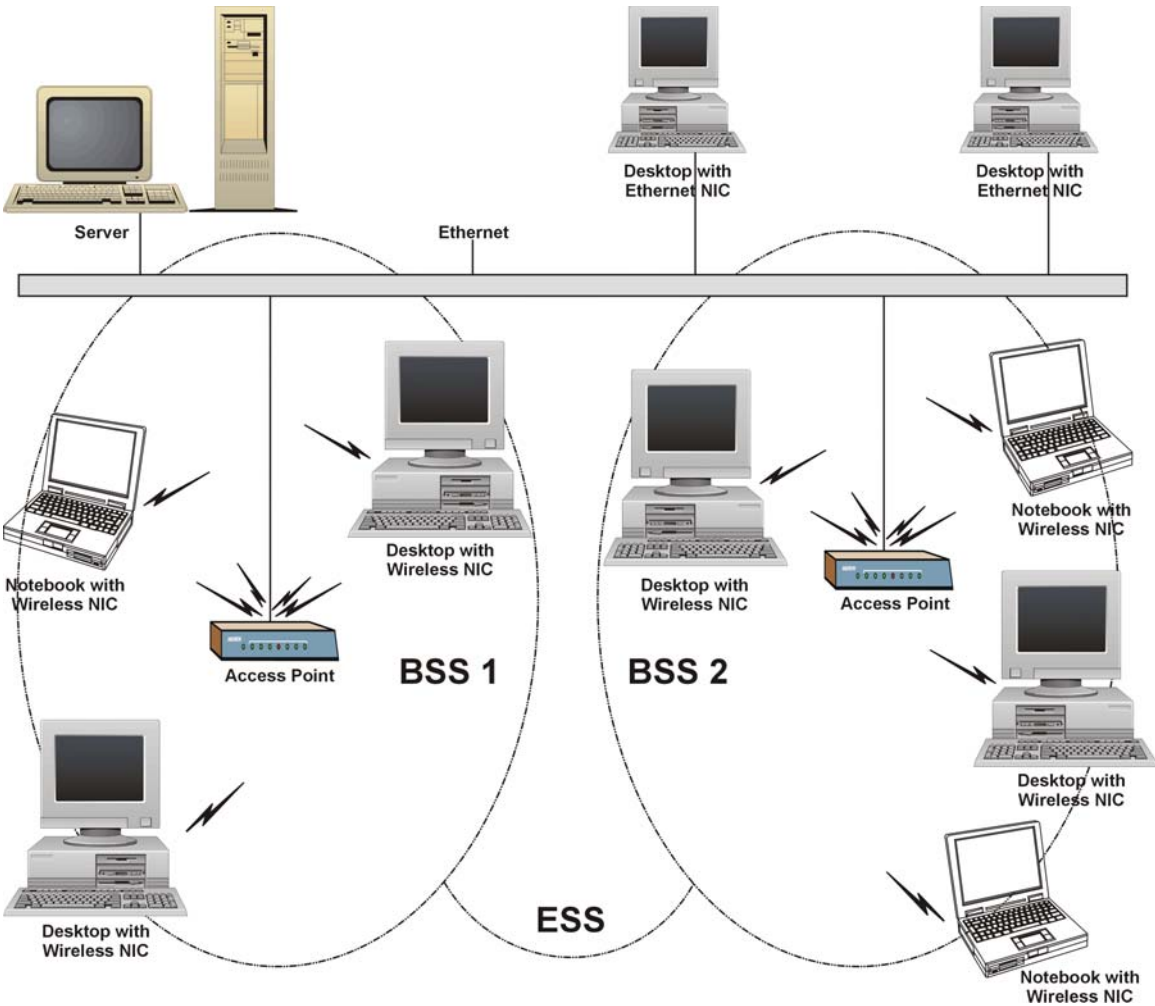 Desktop with
Ethernet NIC
Desktop with
Ethernet NIC
Server
Ethernet
Desktop with
Wireless NIC
Notebook with
Wireless NIC
Desktop with
Wireless NIC
Notebook with
Wireless NIC
Access Point
Access Point
BSS 1
BSS 2
Desktop with
Wireless NIC
Desktop with
Wireless NIC
ESS
Notebook with
Wireless NIC